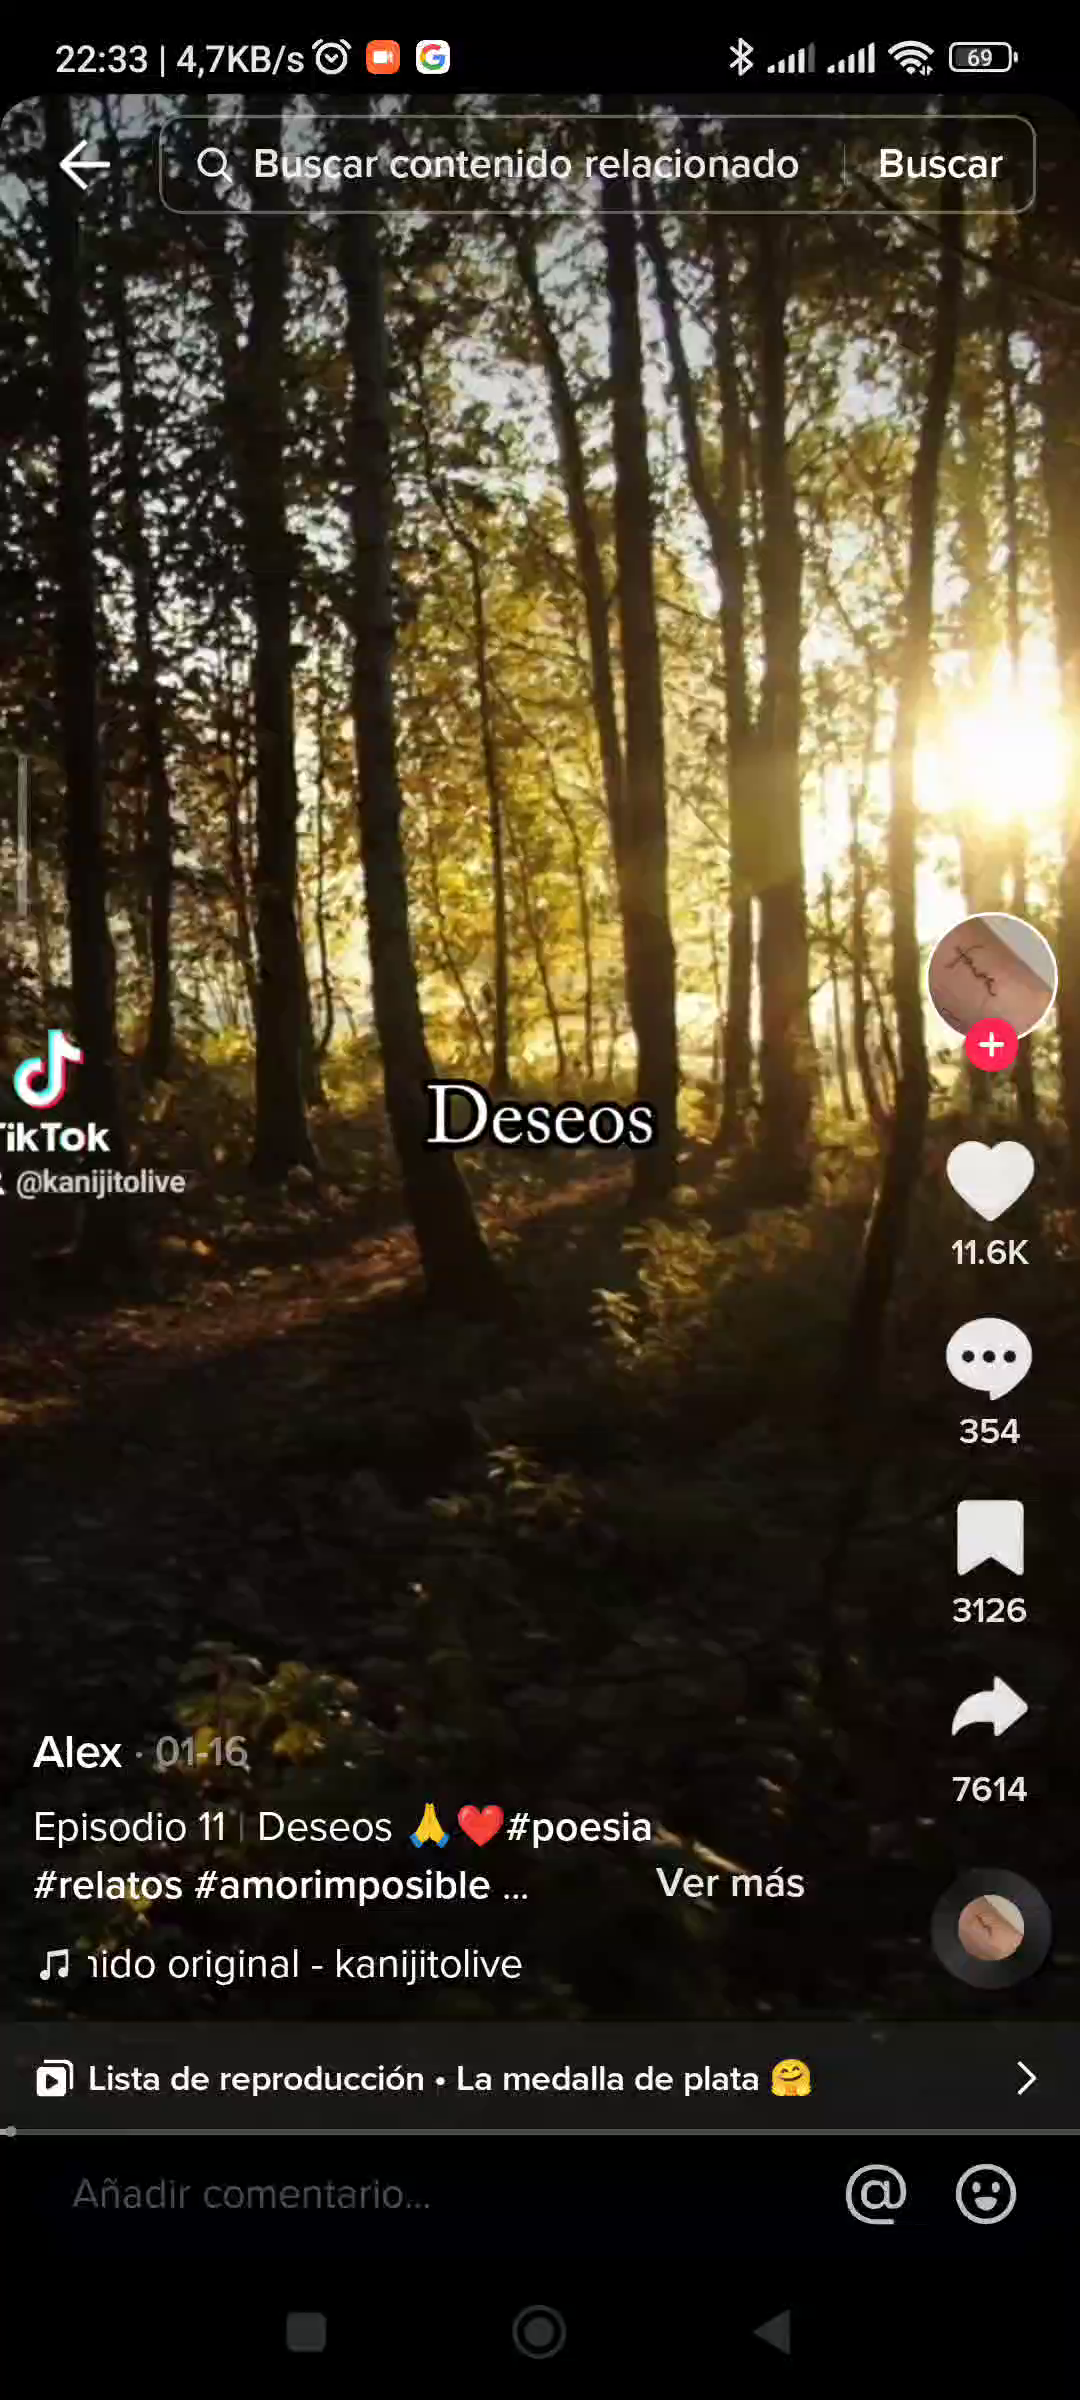 22:33 | 4,7KB/s
69
Buscar contenido relacionado
Buscar
Deseos
TikTok
@kanijitolive
11.6K
354
3126
7614
Alex · 01-16
Episodio 11 | Deseos 🙏❤️#poesia
#relatos #amorimposible ...
Ver más
nido original - kanijitolive
Lista de reproducción • La medalla de plata 🤗
Añadir comentario...